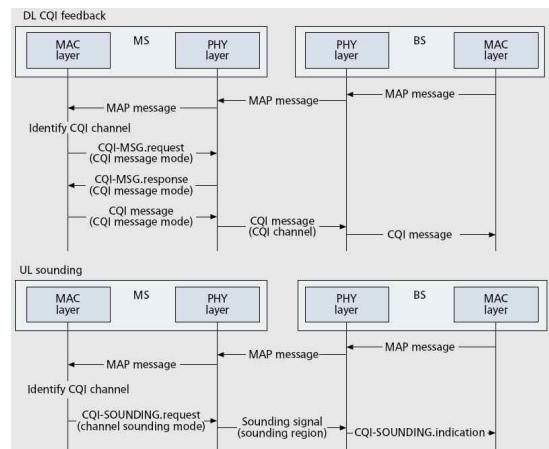 DL CQI feedback
MAC layer
MS
PHY layer
PHY layer
BS
MAC layer
MAP message
MAP message
MAP message
Identify CQI channel
CQI-MSG.request
(CQI message mode)
CQI-MSG.response
(CQI message mode)
CQI message
(CQI message mode)
CQI message
(CQI channel)
CQI message
UL sounding
MAC layer
MS
PHY layer
PHY layer
BS
MAC layer
MAP message
MAP message
MAP message
Identify CQI channel
CQI-SOUNDING.request
(channel sounding mode)
Sounding signal
(sounding region)
CQI-SOUNDING.indication